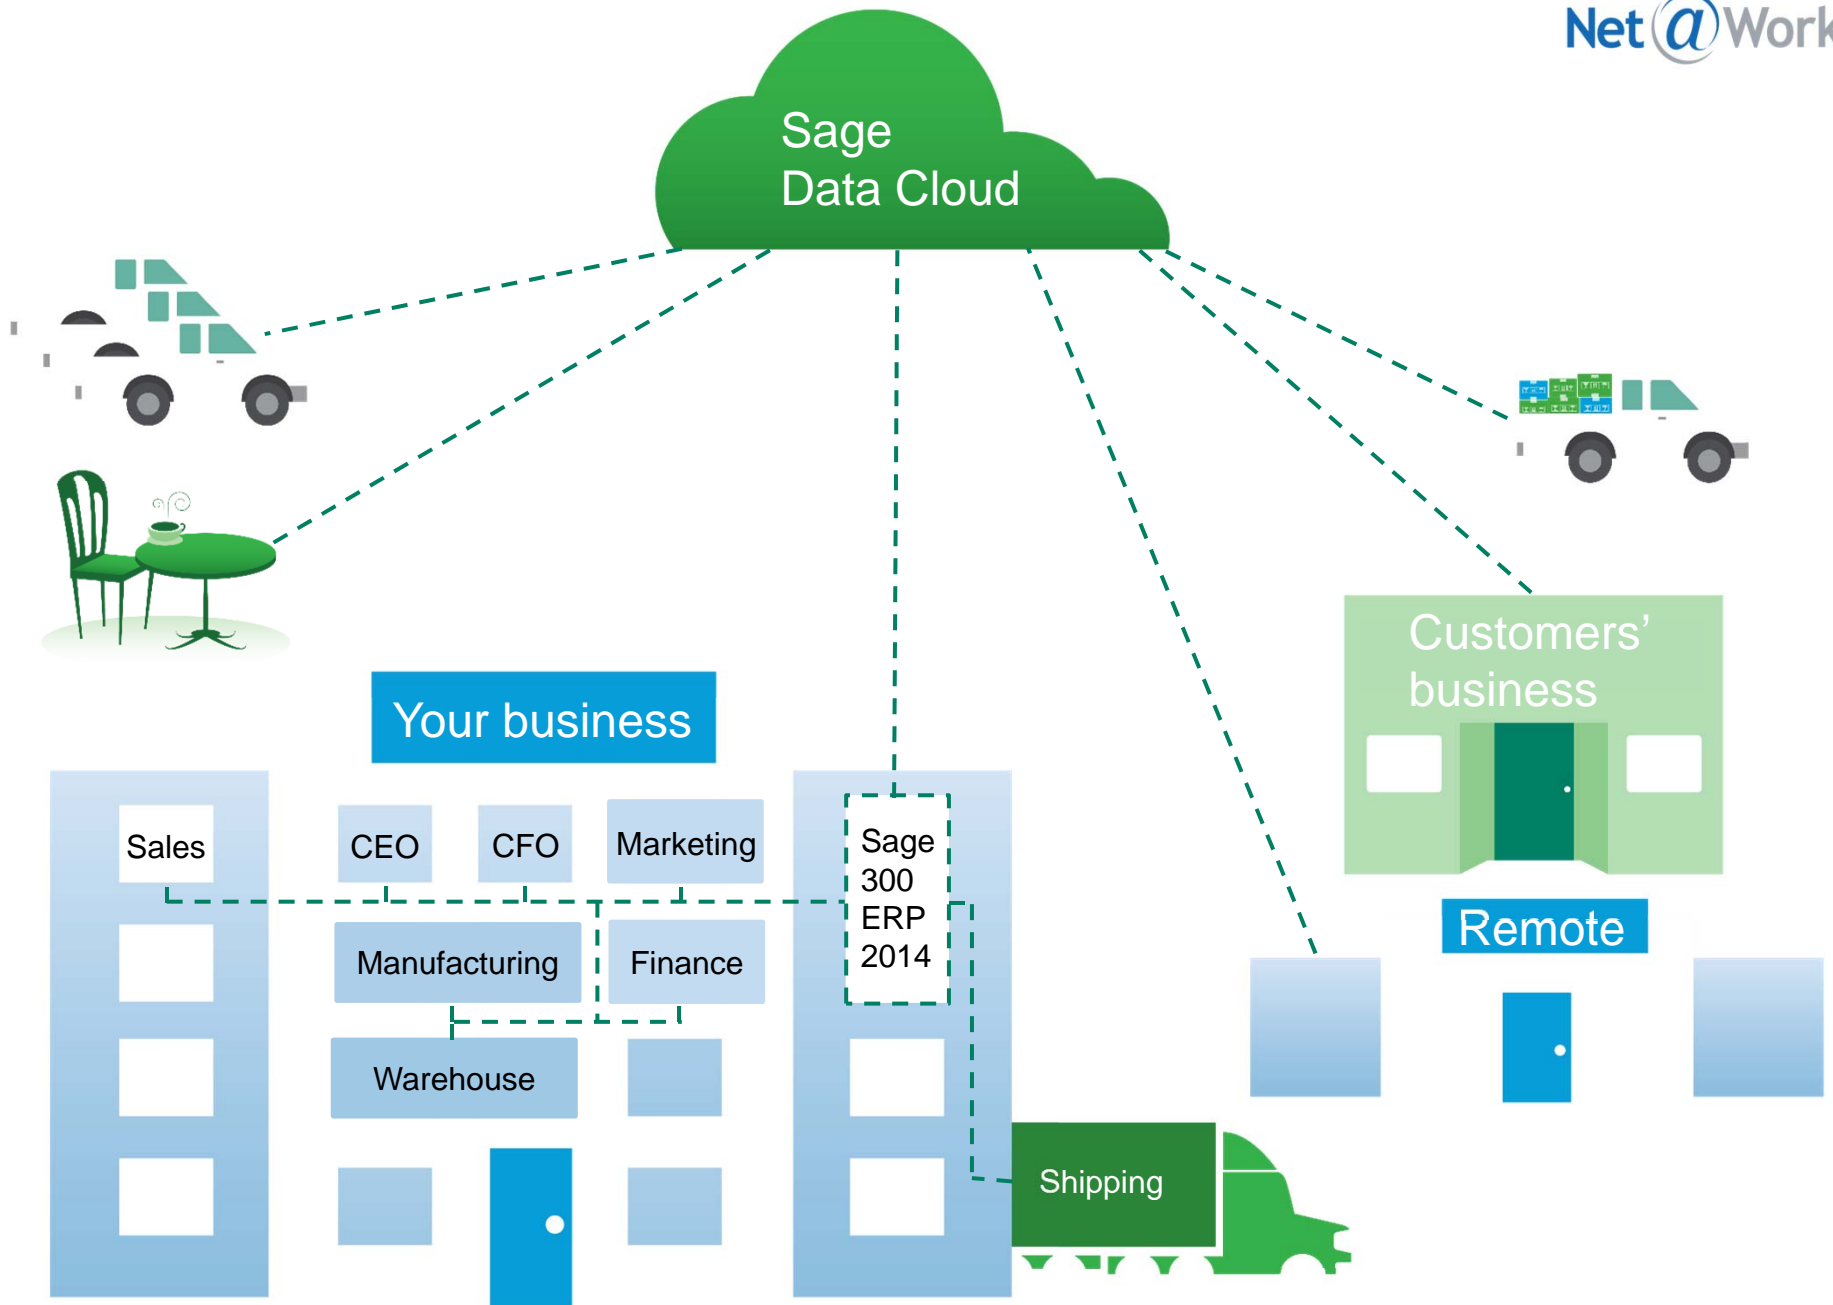 Net@Work
Sage
Data Cloud
Customers’
business
Your business
Sales
CEO
CFO
Marketing
Sage
300
ERP
2014
Remote
Manufacturing
Finance
Warehouse
Shipping